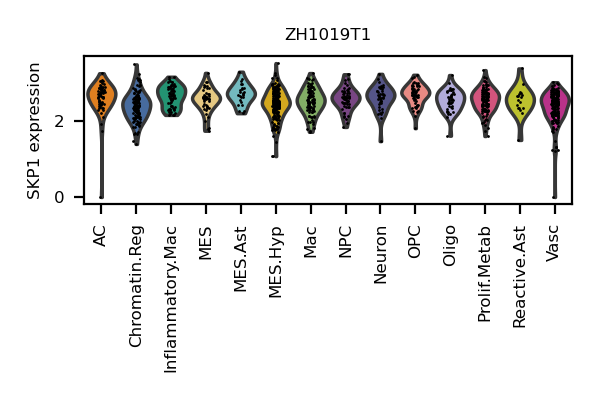 ZH1019T1
SKP1 expression
2
0
AC
Chromatin.Reg
Inflammatory.Mac
MES
MES.Ast
MES.Hyp
Mac
NPC
Neuron
OPC
Oligo
Prolif.Metab
Reactive.Ast
Vasc